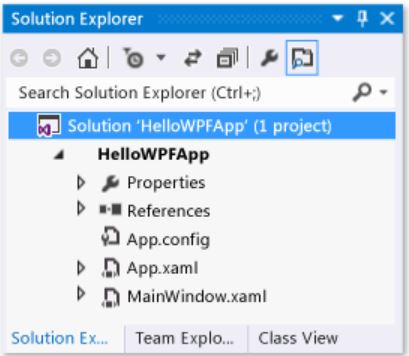 Solution Explorer
Search Solution Explorer (Ctrl+;)
Solution 'HelloWPFApp' (1 project)
HelloWPFApp
Properties
References
App.config
App.xaml
MainWindow.xaml
Solution Ex... Team Explo... Class View